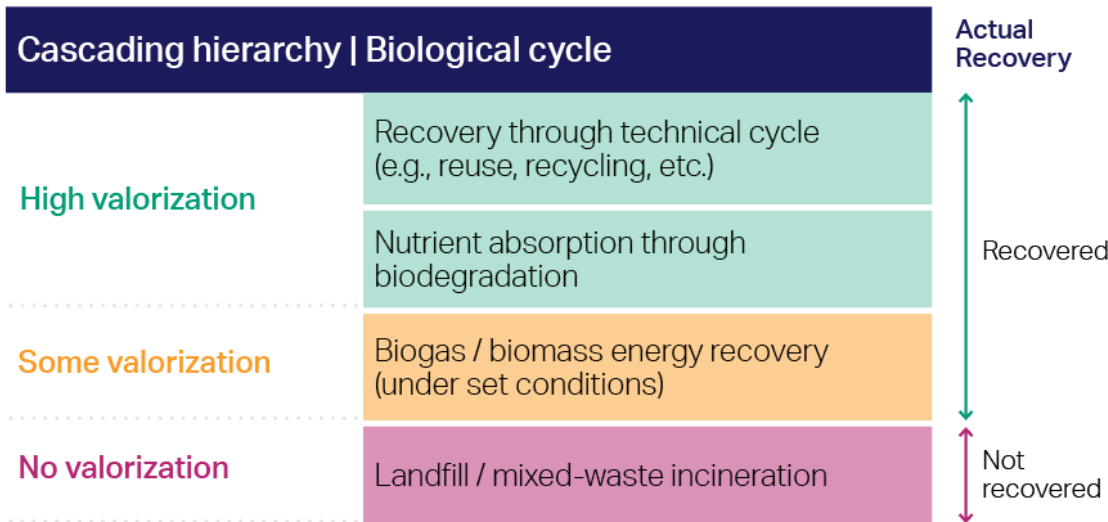 Cascading hierarchy | Biological cycle
Actual
Recovery
High valorization
Recovery through technical cycle
(e.g., reuse, recycling, etc.)
Nutrient absorption through
biodegradation
Recovered
Some valorization
Biogas / biomass energy recovery
(under set conditions)
No valorization
Landfill / mixed-waste incineration
Not
recovered